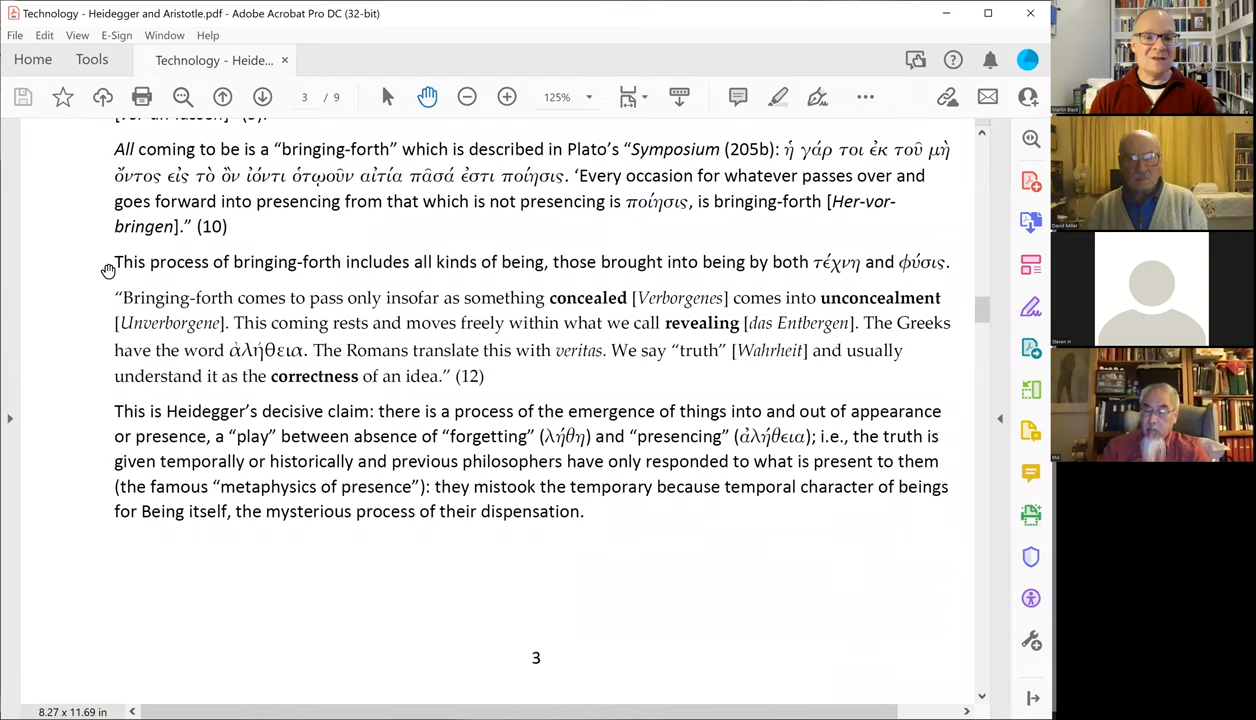 Technology - Heidegger and Aristotle.pdf - Adobe Acrobat Pro DC (32-bit)
File Edit View E-Sign Window Help
Home Tools Technology - Heide... ×
3 / 9 125%
All coming to be is a “bringing-forth” which is described in Plato’s “Symposium (205b): ἡ γάρ τοι ἐκ τοῦ μὴ
ὄντος εἰς τὸ ὂν ἰόντι ὁτῳοῦν αἰτία πᾶσά ἐστι ποίησις. ‘Every occasion for whatever passes over and
goes forward into presencing from that which is not presencing is ποίησις, is bringing-forth [Her-vor-
bringen].” (10)
This process of bringing-forth includes all kinds of being, those brought into being by both τέχνη and φύσις.
“Bringing-forth comes to pass only insofar as something concealed [Verborgenes] comes into unconcealment
[Unverborgene]. This coming rests and moves freely within what we call revealing [das Entbergen]. The Greeks
have the word ἀλήθεια. The Romans translate this with veritas. We say “truth” [Wahrheit] and usually
understand it as the correctness of an idea.” (12)
This is Heidegger’s decisive claim: there is a process of the emergence of things into and out of appearance
or presence, a “play” between absence of “forgetting” (λήθη) and “presencing” (ἀλήθεια); i.e., the truth is
given temporally or historically and previous philosophers have only responded to what is present to them
(the famous “metaphysics of presence”): they mistook the temporary because temporal character of beings
for Being itself, the mysterious process of their dispensation.
3
8.27 x 11.69 in
Martin Black
David Miller
Steven H
Phil